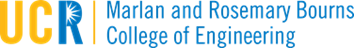 UCR
Marlan and Rosemary Bourns
College of Engineering